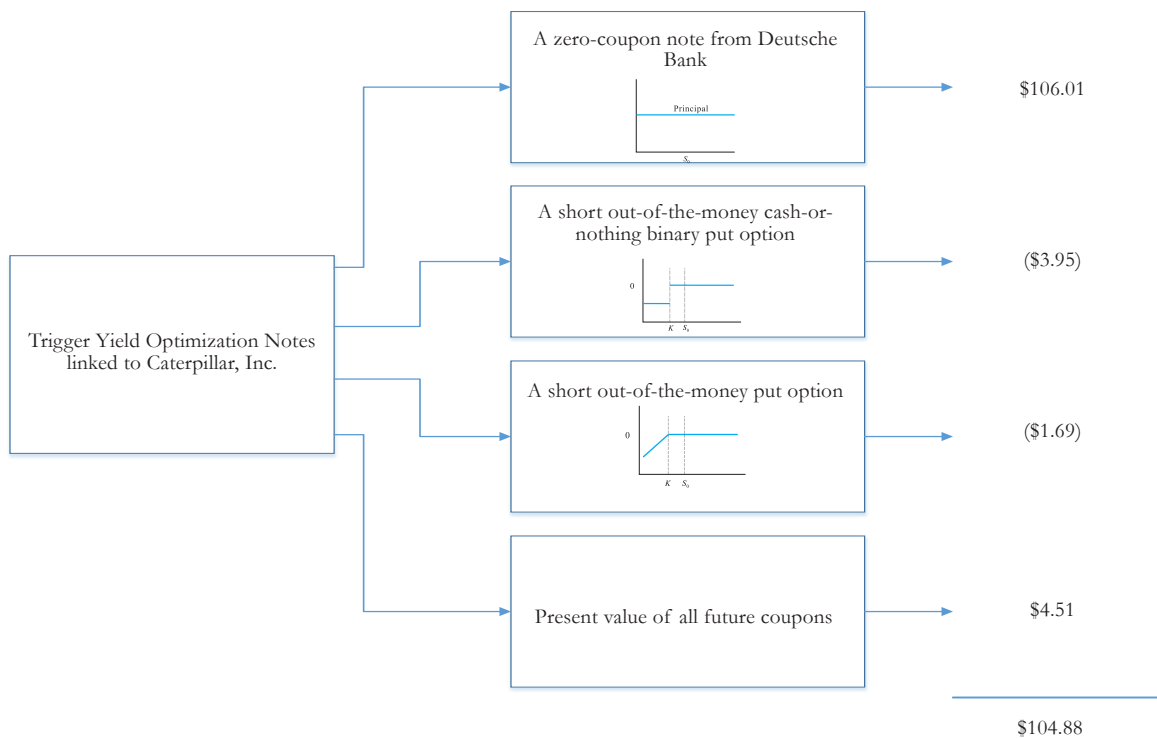 Trigger Yield Optimization Notes
linked to Caterpillar, Inc.
A zero-coupon note from Deutsche
Bank
Principal
S₀
$106.01
A short out-of-the-money cash-or-
nothing binary put option
0
K S₀
($3.95)
A short out-of-the-money put option
0
K S₀
($1.69)
Present value of all future coupons
$4.51
$104.88